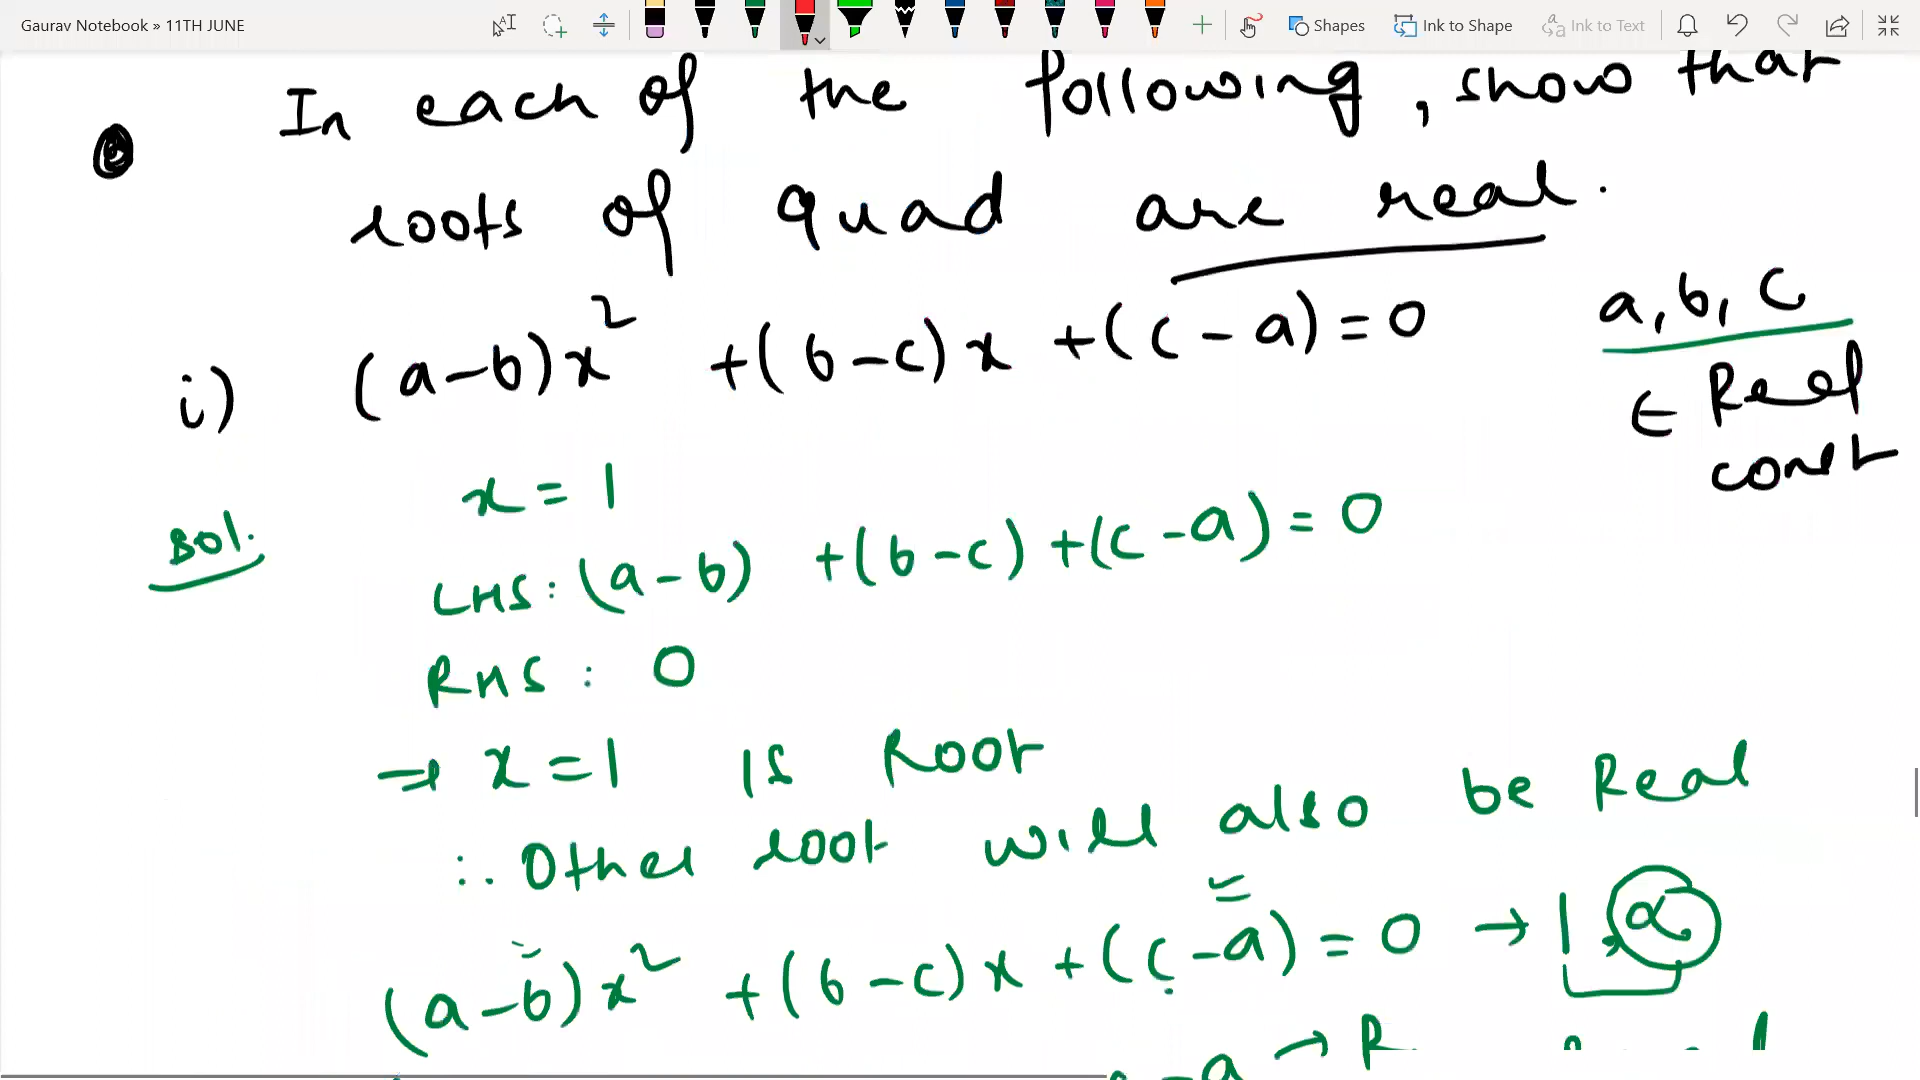 Gaurav Notebook » 11TH JUNE
Shapes Ink to Shape Ink to Text
In each of the following, show that
roots of quad are real.
i) (a-b)x² +(b-c)x +(c-a)=0
a, b, c
∈ Real
const
Sol. x = 1
LHS: (a-b) +(b-c) +(c-a) = 0
RHS : 0
→ x=1 is Root
∴ Other root will also be Real
(a-b)x² +(b-c)x +(c-a) = 0 → 1, α
-a → R